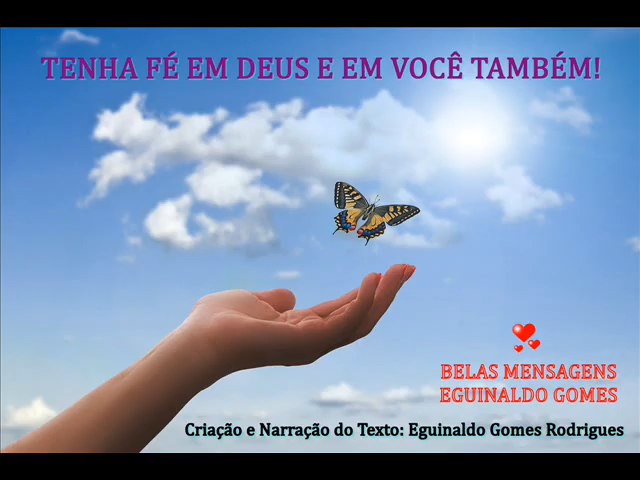 TENHA FÉ EM DEUS E EM VOCÊ TAMBÉM!
BELAS MENSAGENS
EGUINALDO GOMES
Criação e Narração do Texto: Eguinaldo Gomes Rodrigues